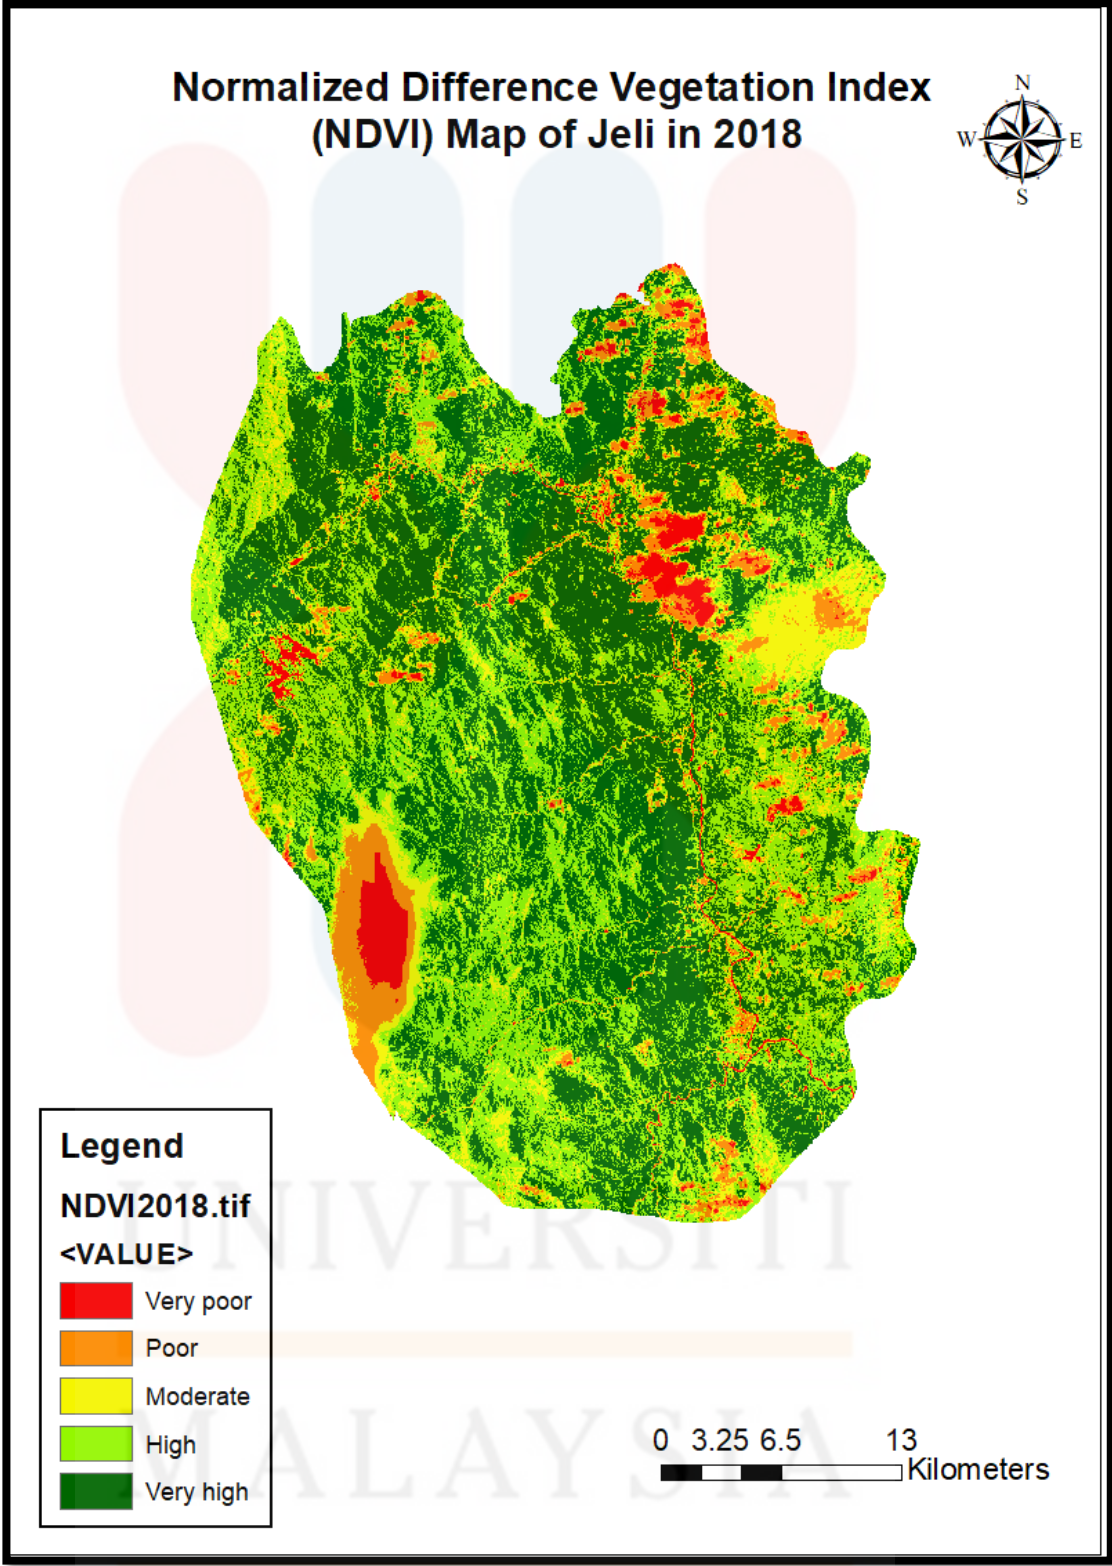 Normalized Difference Vegetation Index
(NDVI) Map of Jeli in 2018
N
W E
S
Legend
NDVI2018.tif
<VALUE>
Very poor
Poor
Moderate
High
Very high
UNIVERSITI
MALAYSIA
0 3.25 6.5 13
Kilometers